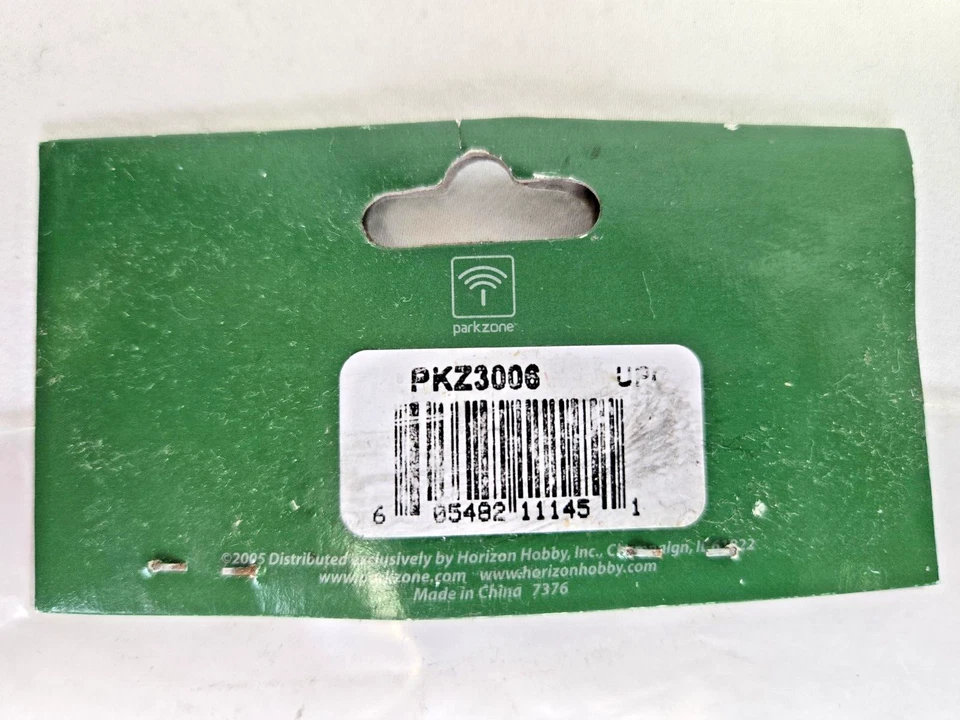 parkzone
PKZ3006 UPC
6 05482 11145 1
©2005 Distributed exclusively by Horizon Hobby, Inc.,
www.parkzone.com www.horizonhobby.com
Made in China 7376